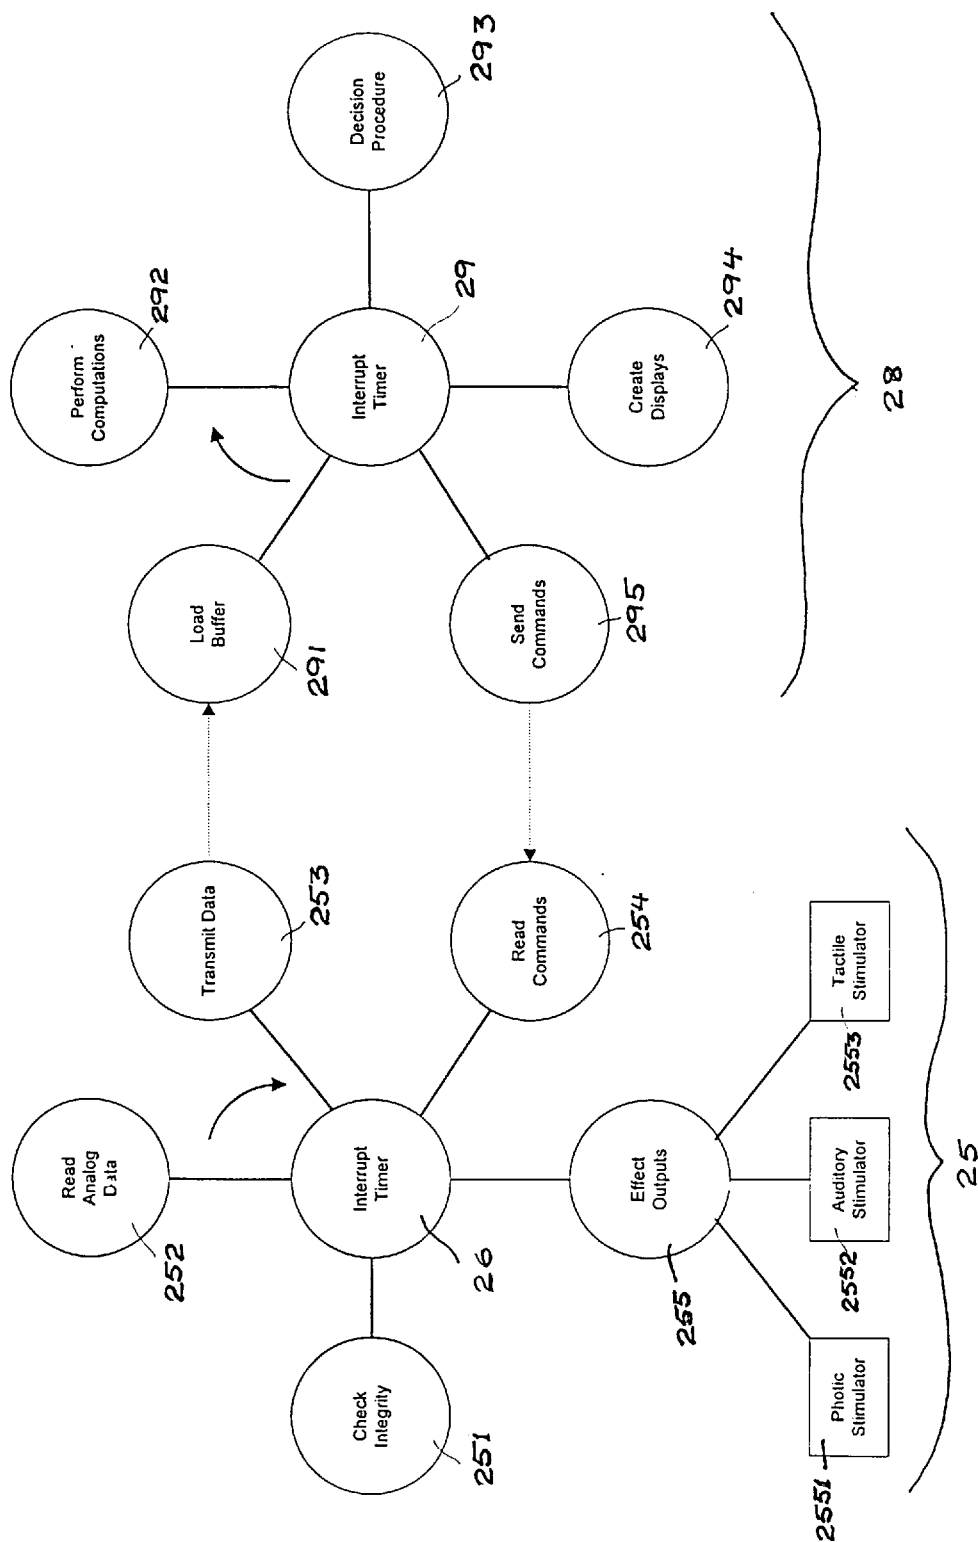 Read
Analog
Data
252
Transmit Data
253
Load
Buffer
291
Perform
Computations
292
Check
Integrity
251
Interrupt
Timer
26
Read
Commands
254
Send
Commands
295
Interrupt
Timer
29
Decision
Procedure
293
Effect
Outputs
255
Create
Displays
294
Photic
Stimulator
2551
Auditory
Stimulator
2552
Tactile
Stimulator
2553
25
28